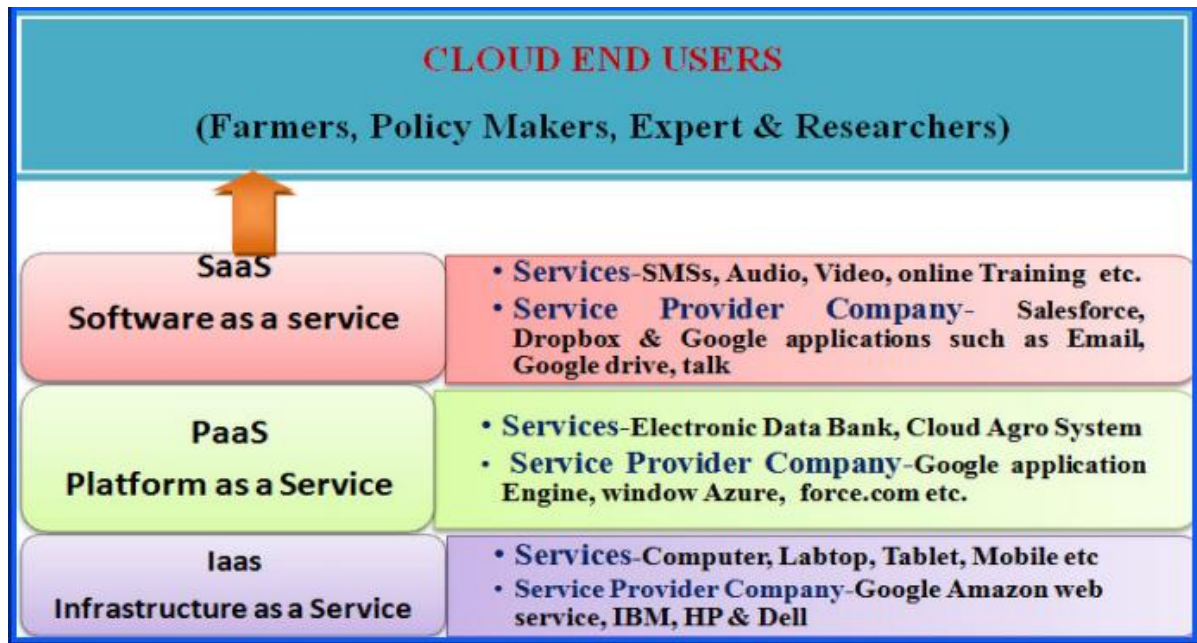 CLOUD END USERS
(Farmers, Policy Makers, Expert & Researchers)
SaaS
Software as a service
• Services-SMSs, Audio, Video, online Training etc.
• Service Provider Company- Salesforce,
Dropbox & Google applications such as Email,
Google drive, talk
PaaS
Platform as a Service
• Services-Electronic Data Bank, Cloud Agro System
• Service Provider Company-Google application
Engine, window Azure, force.com etc.
Iaas
Infrastructure as a Service
• Services-Computer, Labtop, Tablet, Mobile etc
• Service Provider Company-Google Amazon web
service, IBM, HP & Dell